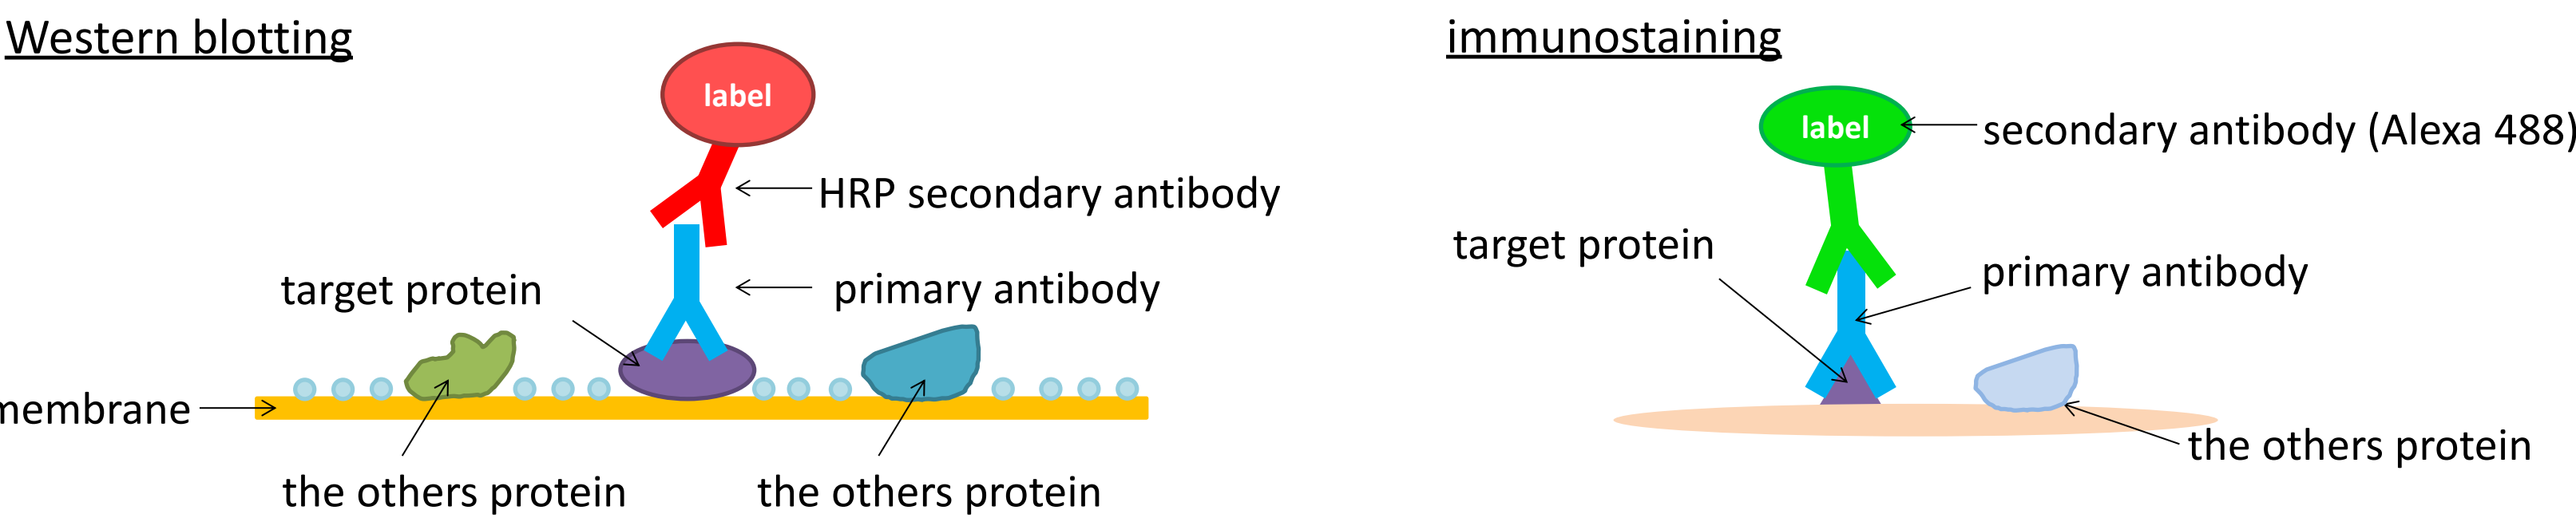 Western blotting
label
HRP secondary antibody
target protein
primary antibody
membrane
the others protein
the others protein
immunostaining
label
secondary antibody (Alexa 488)
target protein
primary antibody
the others protein